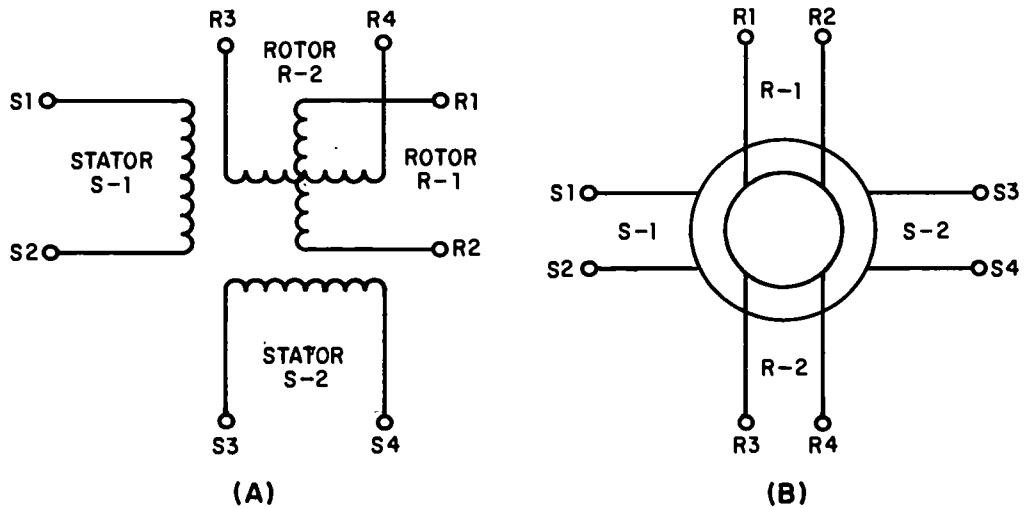 R3
R4
ROTOR
R-2
S1
R1
STATOR
S-1
ROTOR
R-1
S2
R2
STATOR
S-2
S3
S4
(A)
R1
R2
R-1
S1
S3
S-1
S-2
S2
S4
R-2
R3
R4
(B)